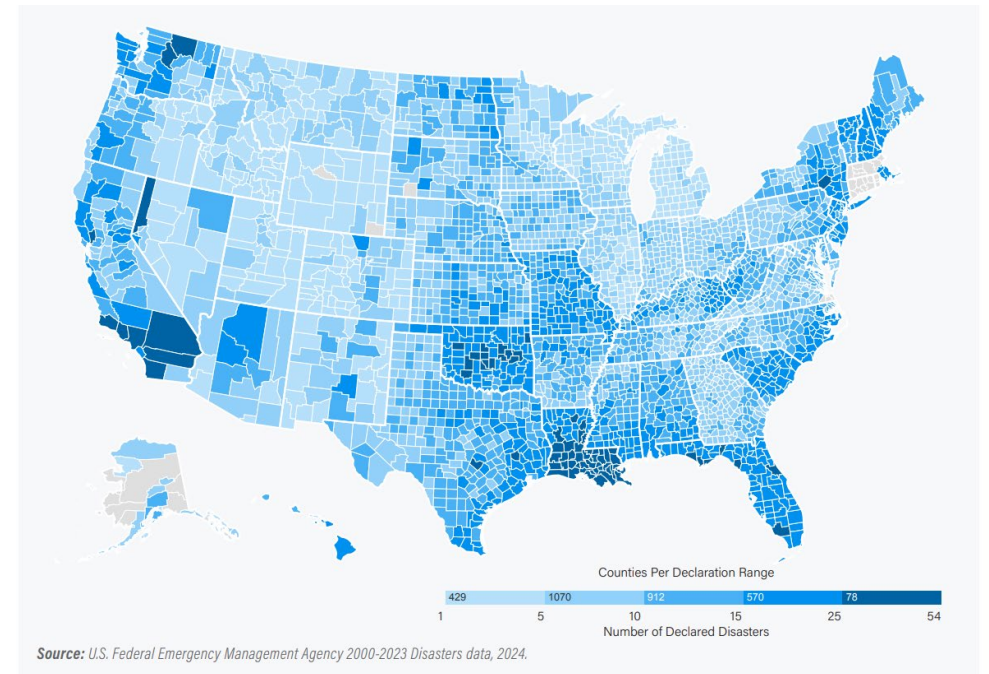 Counties Per Declaration Range
429 1070 912 570 78
1 5 10 15 25 54
Number of Declared Disasters
Source: U.S. Federal Emergency Management Agency 2000-2023 Disasters data, 2024.